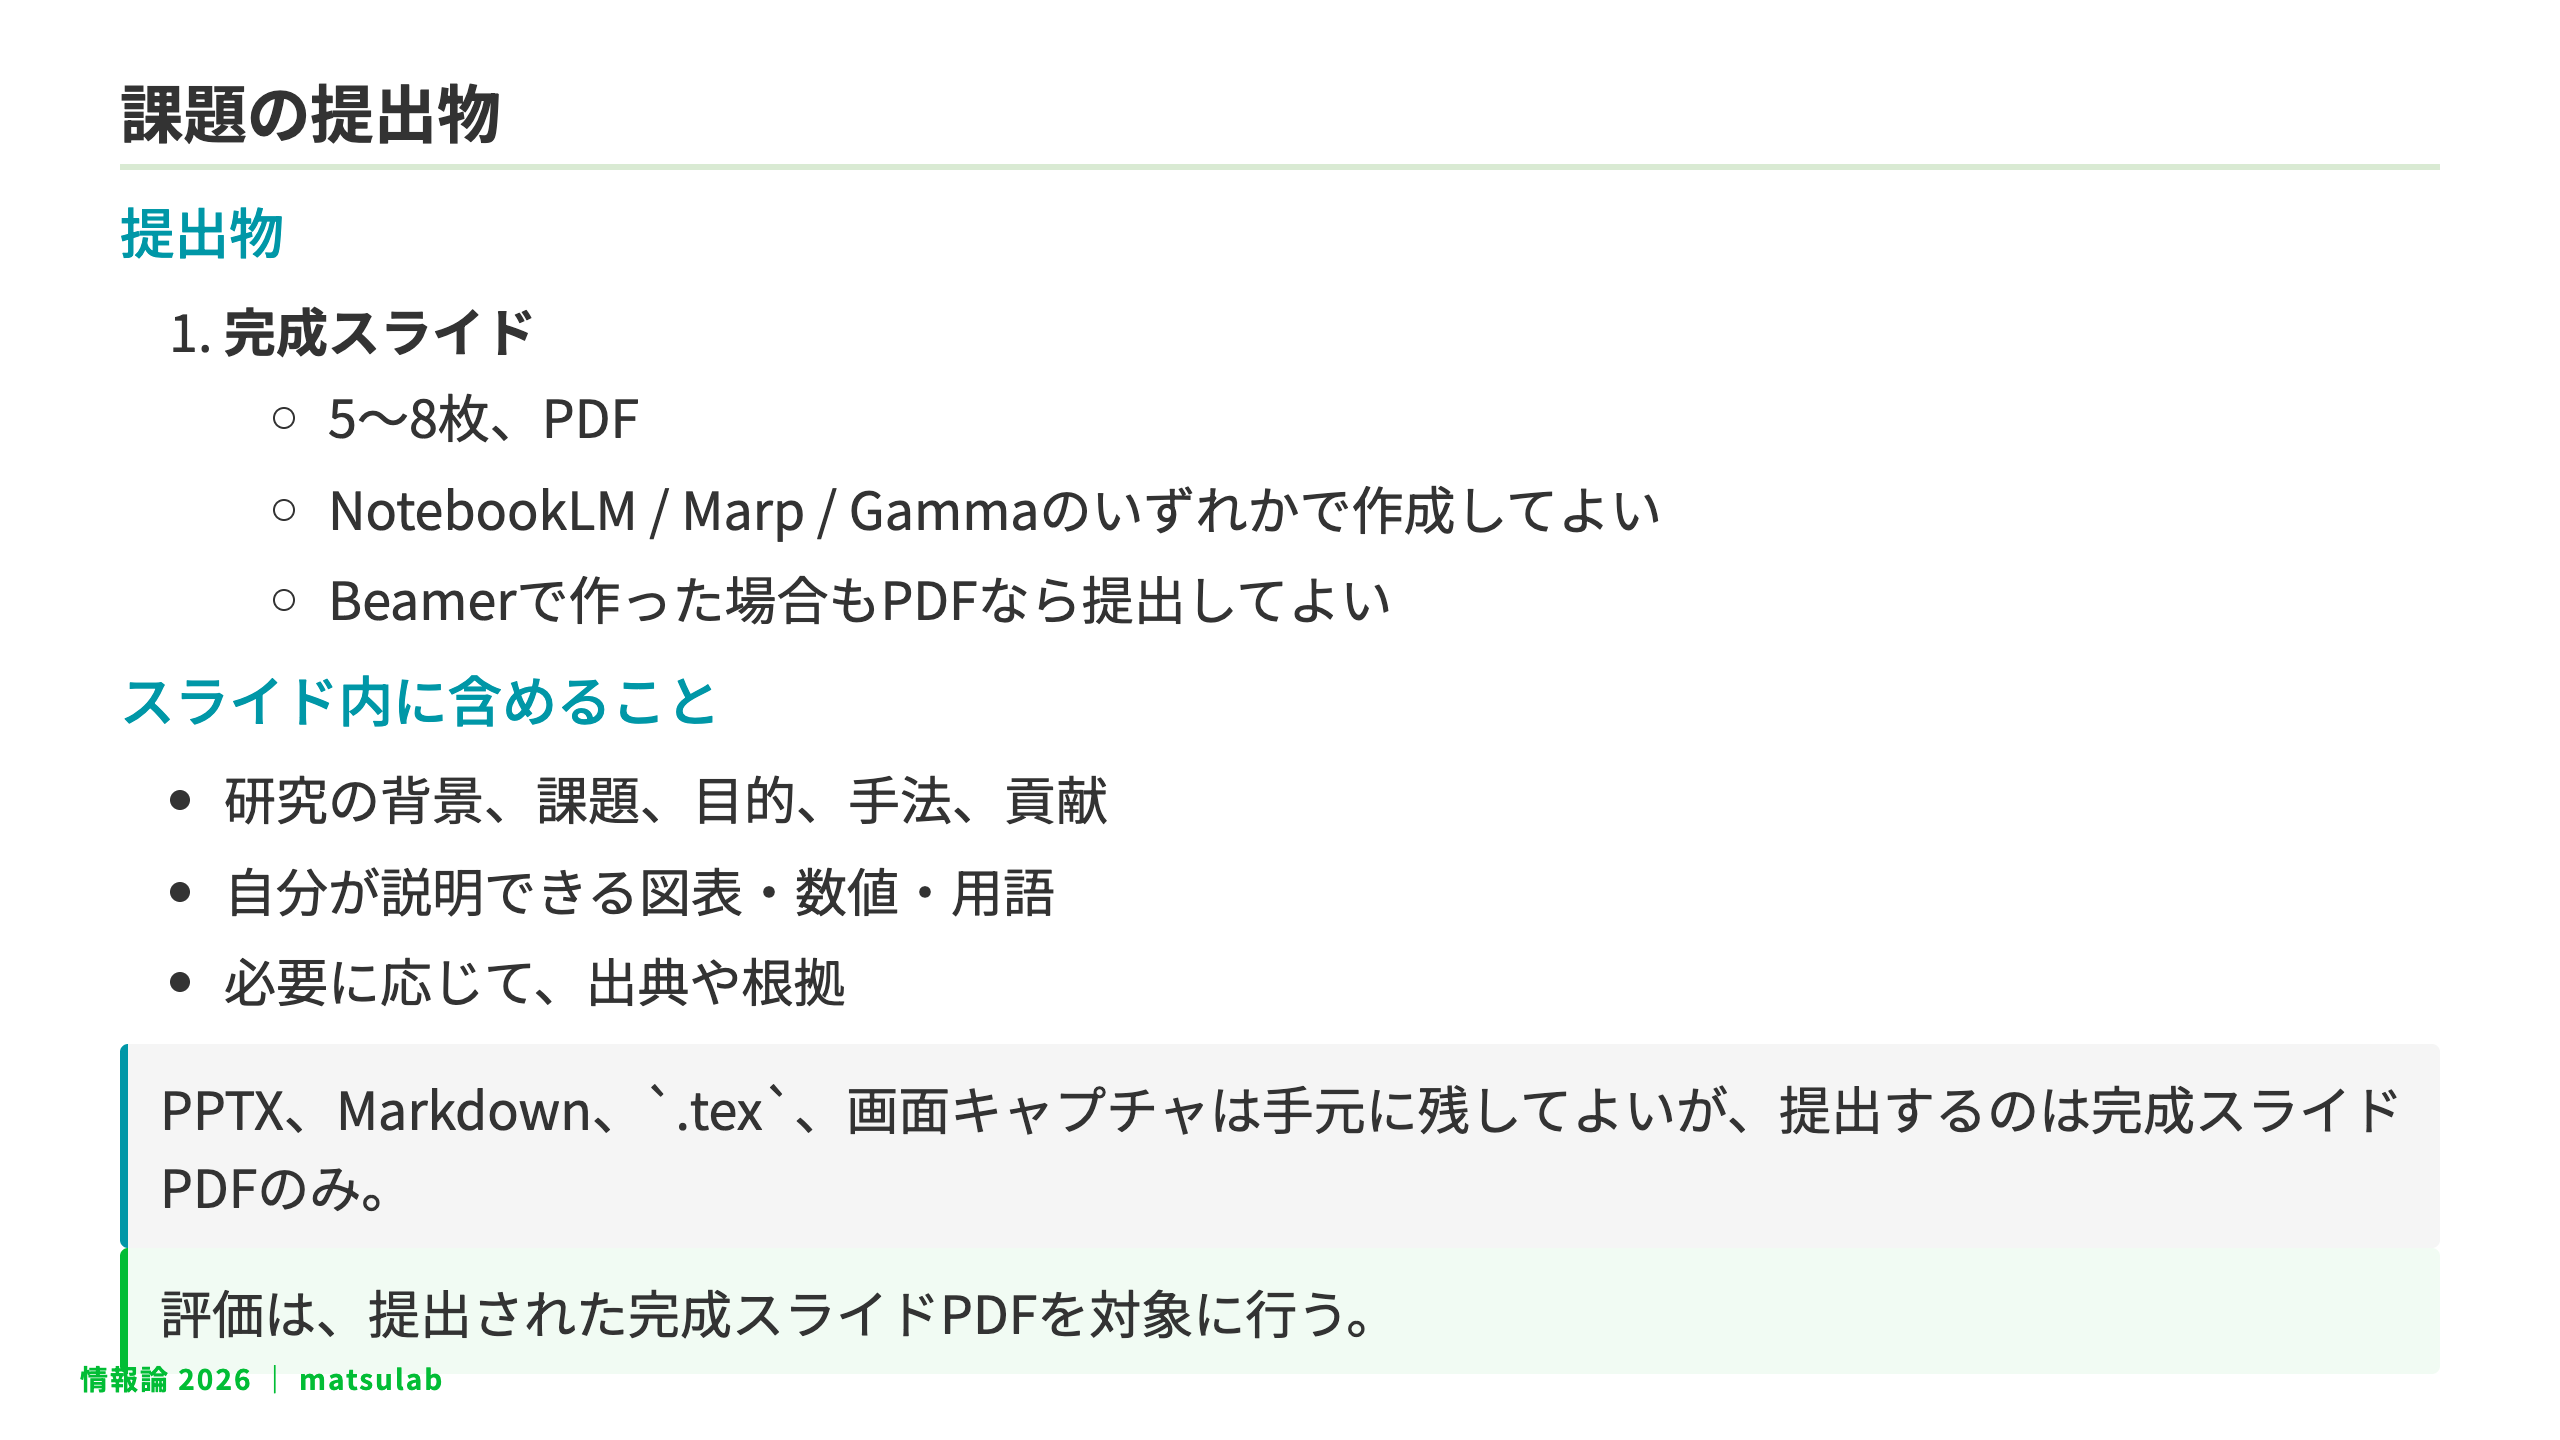 課題の提出物
提出物
1. 完成スライド
○ 5〜8枚、PDF
○ NotebookLM / Marp / Gammaのいずれかで作成してよい
○ Beamerで作った場合もPDFなら提出してよい
スライド内に含めること
● 研究の背景、課題、目的、手法、貢献
● 自分が説明できる図表・数値・用語
● 必要に応じて、出典や根拠
PPTX、Markdown、`.tex`、画面キャプチャは手元に残してよいが、提出するのは完成スライド
PDFのみ。
評価は、提出された完成スライドPDFを対象に行う。
情報論 2026 ｜ matsulab